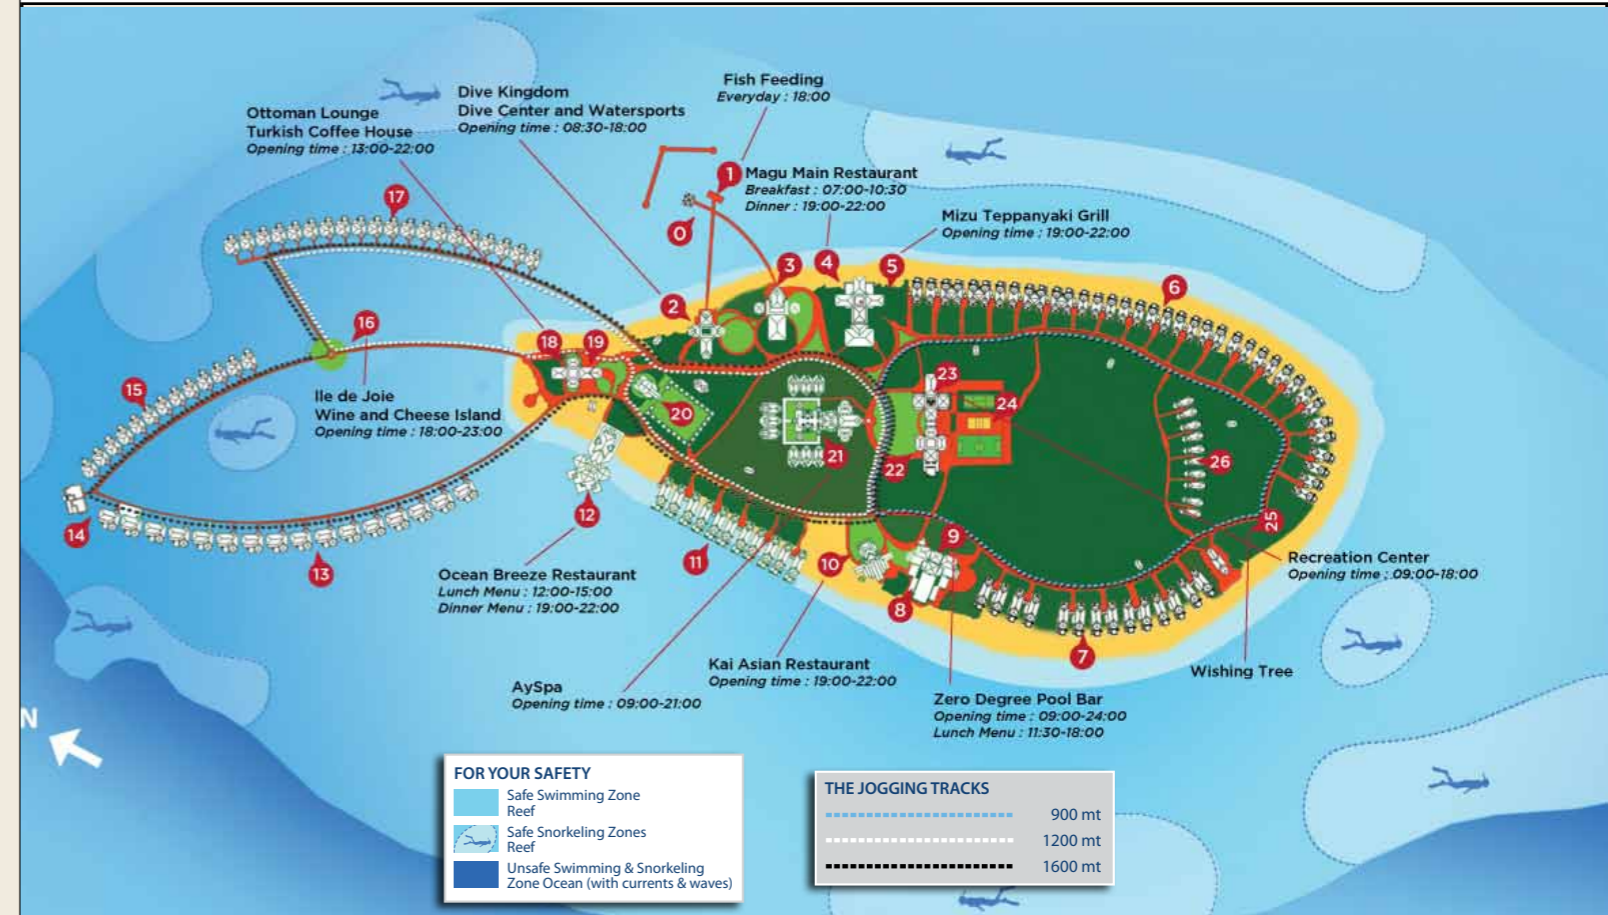 Fish Feeding
Everyday : 18:00
Dive Kingdom
Dive Center and Watersports
Opening time : 08:30-18:00
Ottoman Lounge
Turkish Coffee House
Opening time : 13:00-22:00
1
Magu Main Restaurant
Breakfast : 07:00-10:30
Dinner : 19:00-22:00
Mizu Teppanyaki Grill
Opening time : 19:00-22:00
17
0
3
4
5
6
2
16
18
19
15
Ile de Joie
Wine and Cheese Island
Opening time : 18:00-23:00
20
21
22
23
24
26
25
14
13
12
11
10
9
8
7
Ocean Breeze Restaurant
Lunch Menu : 12:00-15:00
Dinner Menu : 19:00-22:00
Recreation Center
Opening time : 09:00-18:00
Kai Asian Restaurant
Opening time : 19:00-22:00
Wishing Tree
AySpa
Opening time : 09:00-21:00
Zero Degree Pool Bar
Opening time : 09:00-24:00
Lunch Menu : 11:30-18:00
N
FOR YOUR SAFETY
Safe Swimming Zone
Reef
Safe Snorkeling Zones
Reef
Unsafe Swimming & Snorkeling
Zone Ocean (with currents & waves)
THE JOGGING TRACKS
900 mt
1200 mt
1600 mt